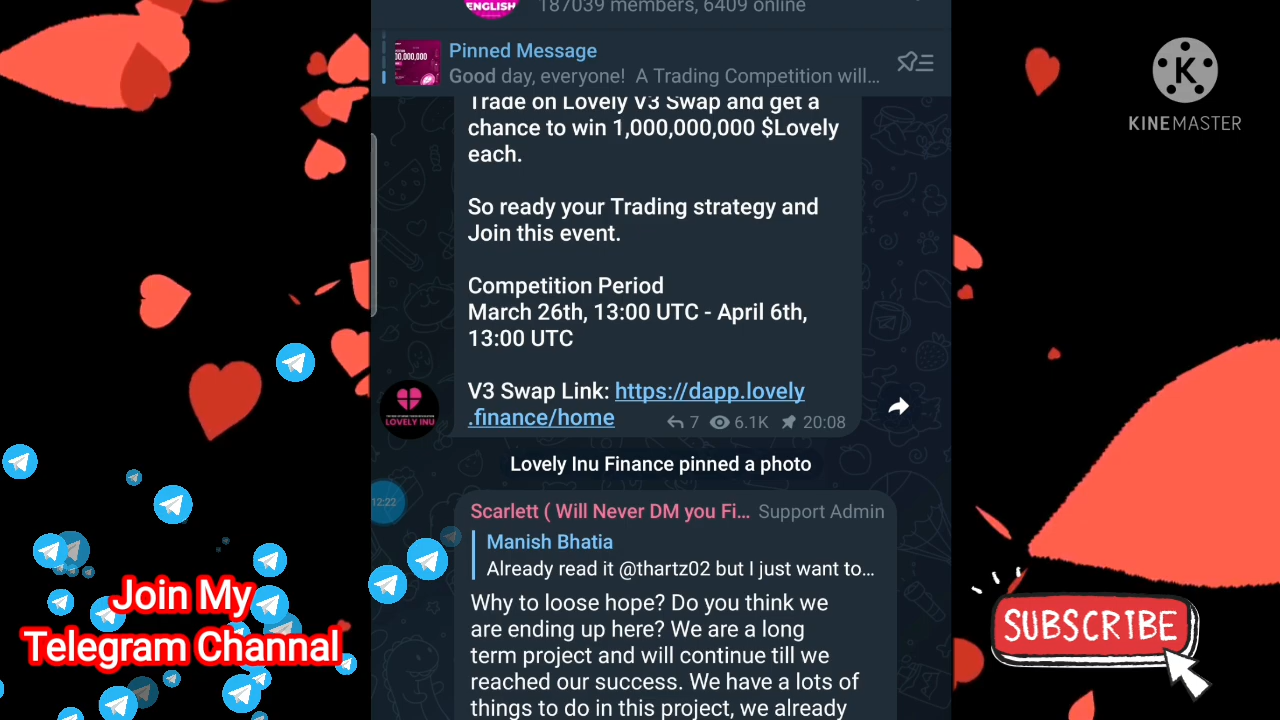 ENGLISH
187039 members, 6409 online
Pinned Message
Good day, everyone! A Trading Competition will...
Trade on Lovely V3 Swap and get a
chance to win 1,000,000,000 $Lovely
each.
So ready your Trading strategy and
Join this event.
Competition Period
March 26th, 13:00 UTC - April 6th,
13:00 UTC
V3 Swap Link: https://dapp.lovely
.finance/home
7 6.1K 20:08
LOVELY INU
Lovely Inu Finance pinned a photo
12:22
Scarlett ( Will Never DM you Fi... Support Admin
Manish Bhatia
Already read it @thartz02 but I just want to...
Why to loose hope? Do you think we
are ending up here? We are a long
term project and will continue till we
reached our success. We have a lots of
things to do in this project, we already
Join My
Telegram Channal
K
KINEMASTER
SUBSCRIBE